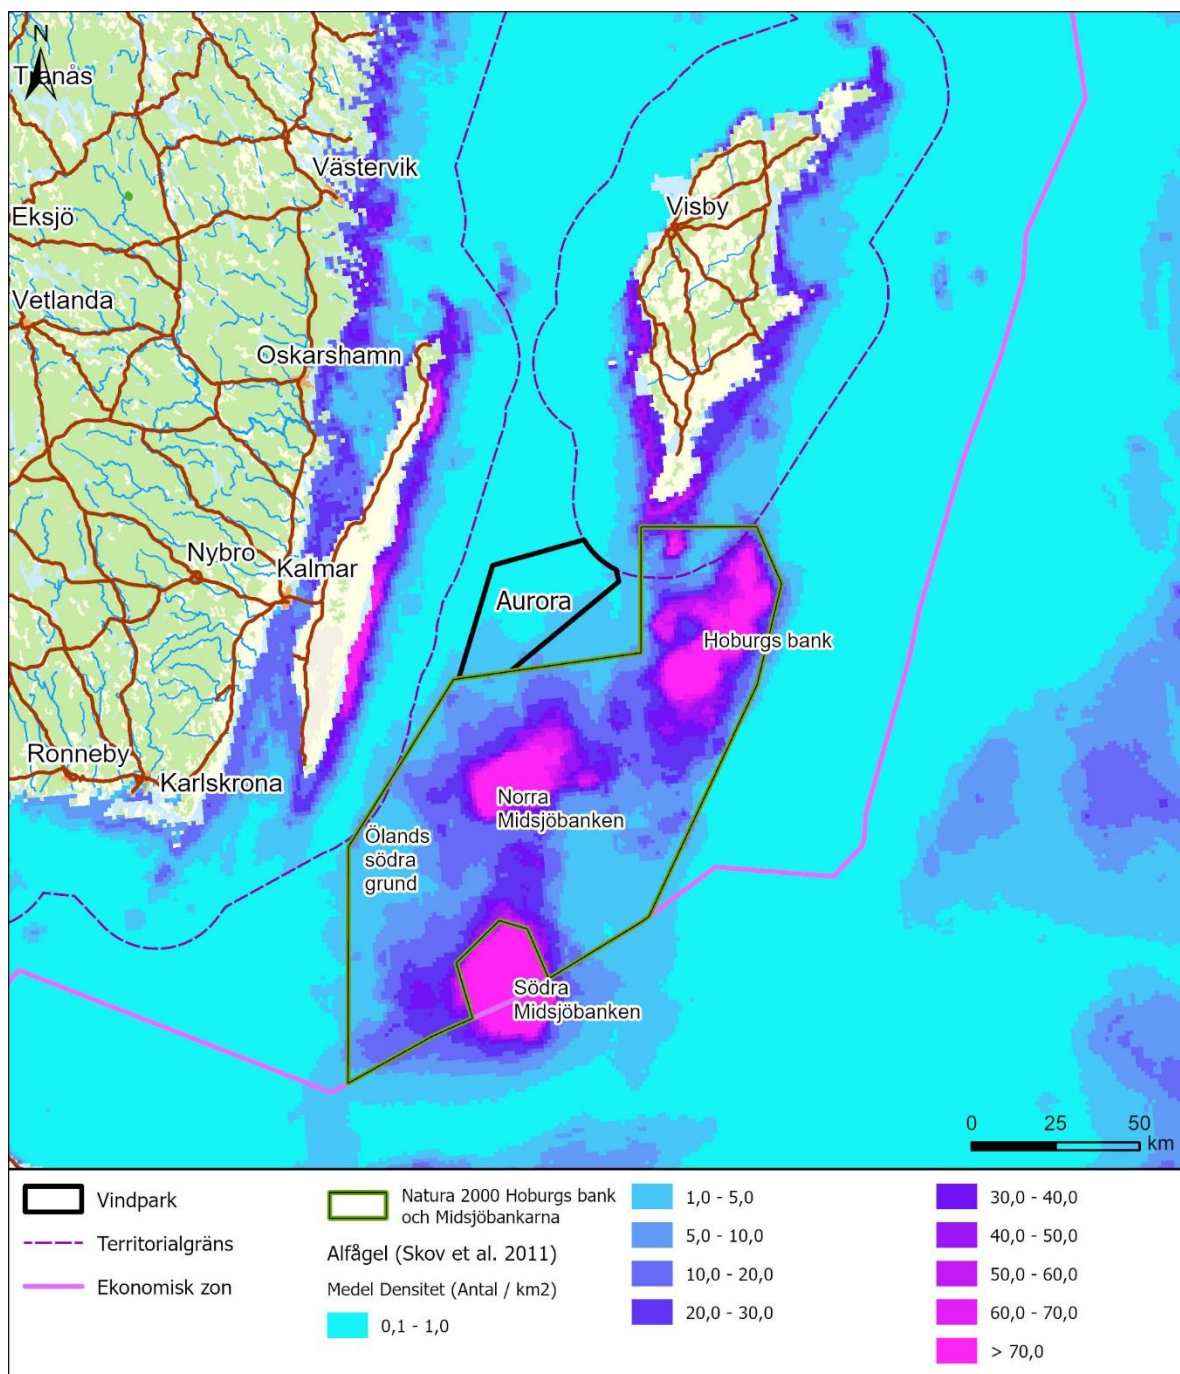 N
Tranås
Västervik
Eksjö
Visby
Vetlanda
Oskarshamn
Nybro
Kalmar
Aurora
Hoburgs bank
Ronneby
Karlskrona
Norra
Midsjöbanken
Ölands
södra
grund
Södra
Midsjöbanken
0 25 50
km
Vindpark
Territorialgräns
Ekonomisk zon
Natura 2000 Hoburgs bank
och Midsjöbankarna
Alfågel (Skov et al. 2011)
Medel Densitet (Antal / km2)
0,1 - 1,0
1,0 - 5,0
5,0 - 10,0
10,0 - 20,0
20,0 - 30,0
30,0 - 40,0
40,0 - 50,0
50,0 - 60,0
60,0 - 70,0
> 70,0